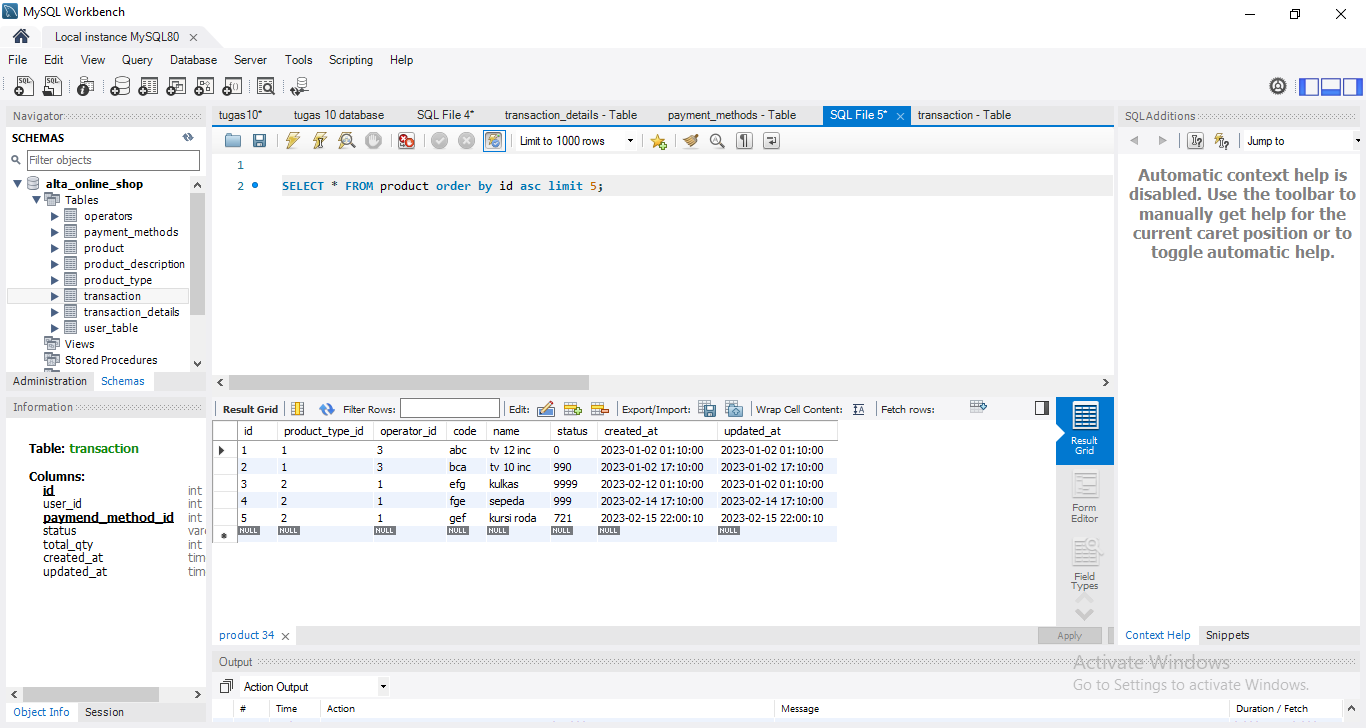 MySQL Workbench
Local instance MySQL80
File Edit View Query Database Server Tools Scripting Help
Navigator
SCHEMAS
Filter objects
alta_online_shop
Tables
operators
payment_methods
product
product_description
product_type
transaction
transaction_details
user_table
Views
Stored Procedures
Administration Schemas
Information
Table: transaction
Columns:
id int
user_id int
paymend_method_id int
status varc
total_qty int
created_at tim
updated_at tim
Object Info Session
tugas10* tugas 10 database SQL File 4* transaction_details - Table payment_methods - Table SQL File 5* transaction - Table
Limit to 1000 rows
1
2 SELECT * FROM product order by id asc limit 5;
Result Grid Filter Rows: Edit: Export/Import: Wrap Cell Content: Fetch rows:
id product_type_id operator_id code name status created_at updated_at
1 1 3 abc tv 12 inc 0 2023-01-02 01:10:00 2023-01-02 01:10:00
2 1 3 bca tv 10 inc 990 2023-01-02 17:10:00 2023-01-02 17:10:00
3 2 1 efg kulkas 9999 2023-02-12 01:10:00 2023-01-02 01:10:00
4 2 1 fge sepeda 999 2023-02-14 17:10:00 2023-02-14 17:10:00
5 2 1 gef kursi roda 721 2023-02-15 22:00:10 2023-02-15 22:00:10
NULL NULL NULL NULL NULL NULL NULL NULL
Result
Grid
Form
Editor
Field
Types
product 34
Apply
Output
Action Output
# Time Action Message Duration / Fetch
SQLAdditions
Jump to
Automatic context help is
disabled. Use the toolbar to
manually get help for the
current caret position or to
toggle automatic help.
Context Help Snippets
Activate Windows
Go to Settings to activate Windows.